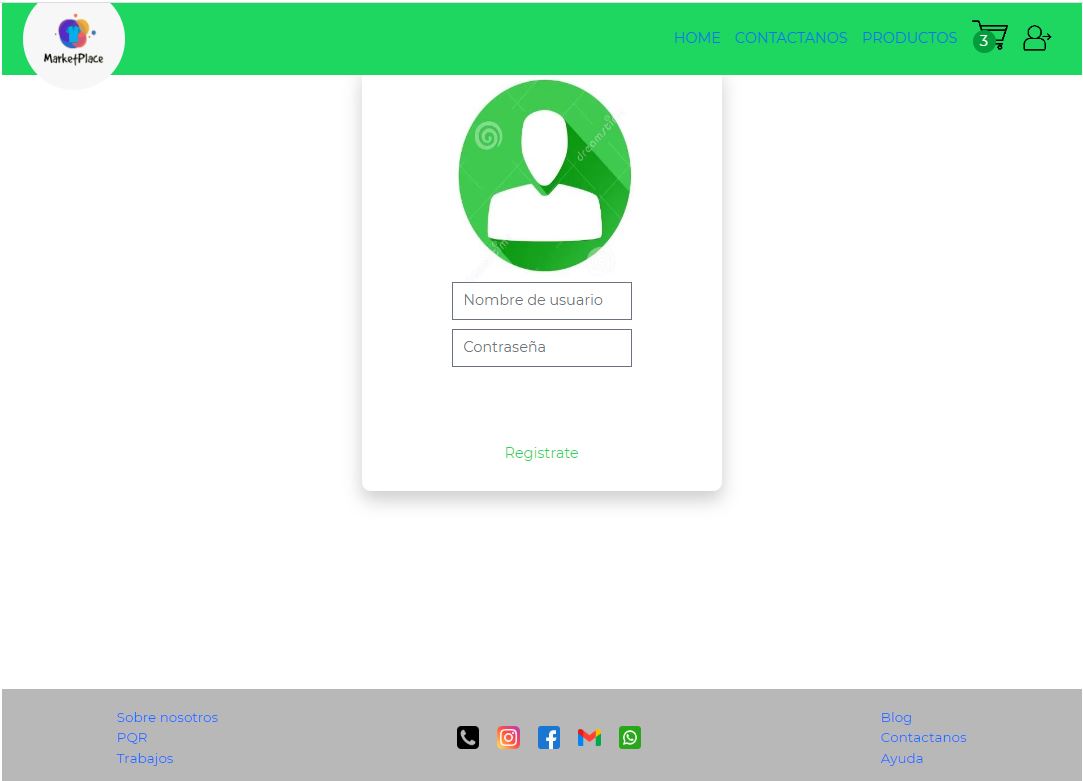 MarketPlace
HOME CONTACTANOS PRODUCTOS 3
dreamstime
Nombre de usuario
Contraseña
Registrate
Sobre nosotros
PQR
Trabajos
Blog
Contactanos
Ayuda